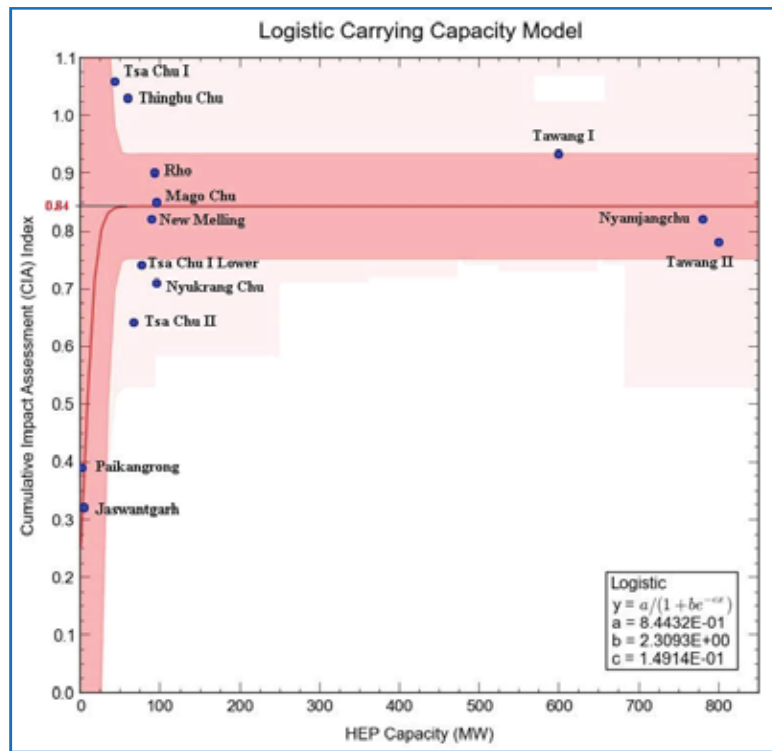 Logistic Carrying Capacity Model
Cumulative Impact Assessment (CIA) Index
1.1
1.0
0.9
0.84
0.8
0.7
0.6
0.5
0.4
0.3
0.2
0.1
0.0
Tsa Chu I
Thingbu Chu
Tawang I
Rho
Mago Chu
New Melling
Nyamjangchu
Tsa Chu I Lower
Tawang II
Nyukrang Chu
Tsa Chu II
Paikangrong
Jaswantgarh
Logistic
y = a/(1 + be^{-cx})
a = 8.4432E-01
b = 2.3093E+00
c = 1.4914E-01
0 100 200 300 400 500 600 700 800
HEP Capacity (MW)